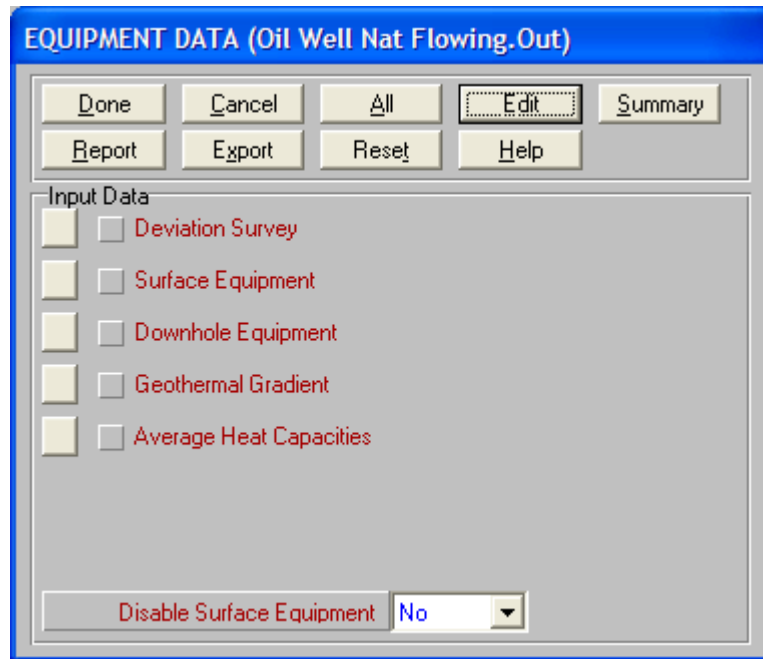 EQUIPMENT DATA (Oil Well Nat Flowing.Out)
Done Cancel All Edit Summary
Report Export Reset Help
Input Data
Deviation Survey
Surface Equipment
Downhole Equipment
Geothermal Gradient
Average Heat Capacities
Disable Surface Equipment No